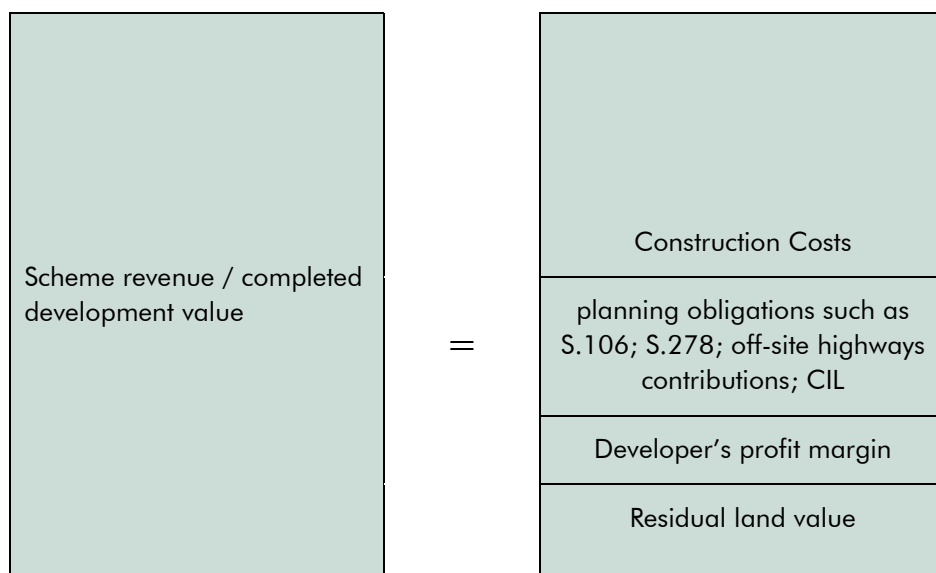 Scheme revenue / completed
development value
=
Construction Costs
planning obligations such as
S.106; S.278; off-site highways
contributions; CIL
Developer’s profit margin
Residual land value